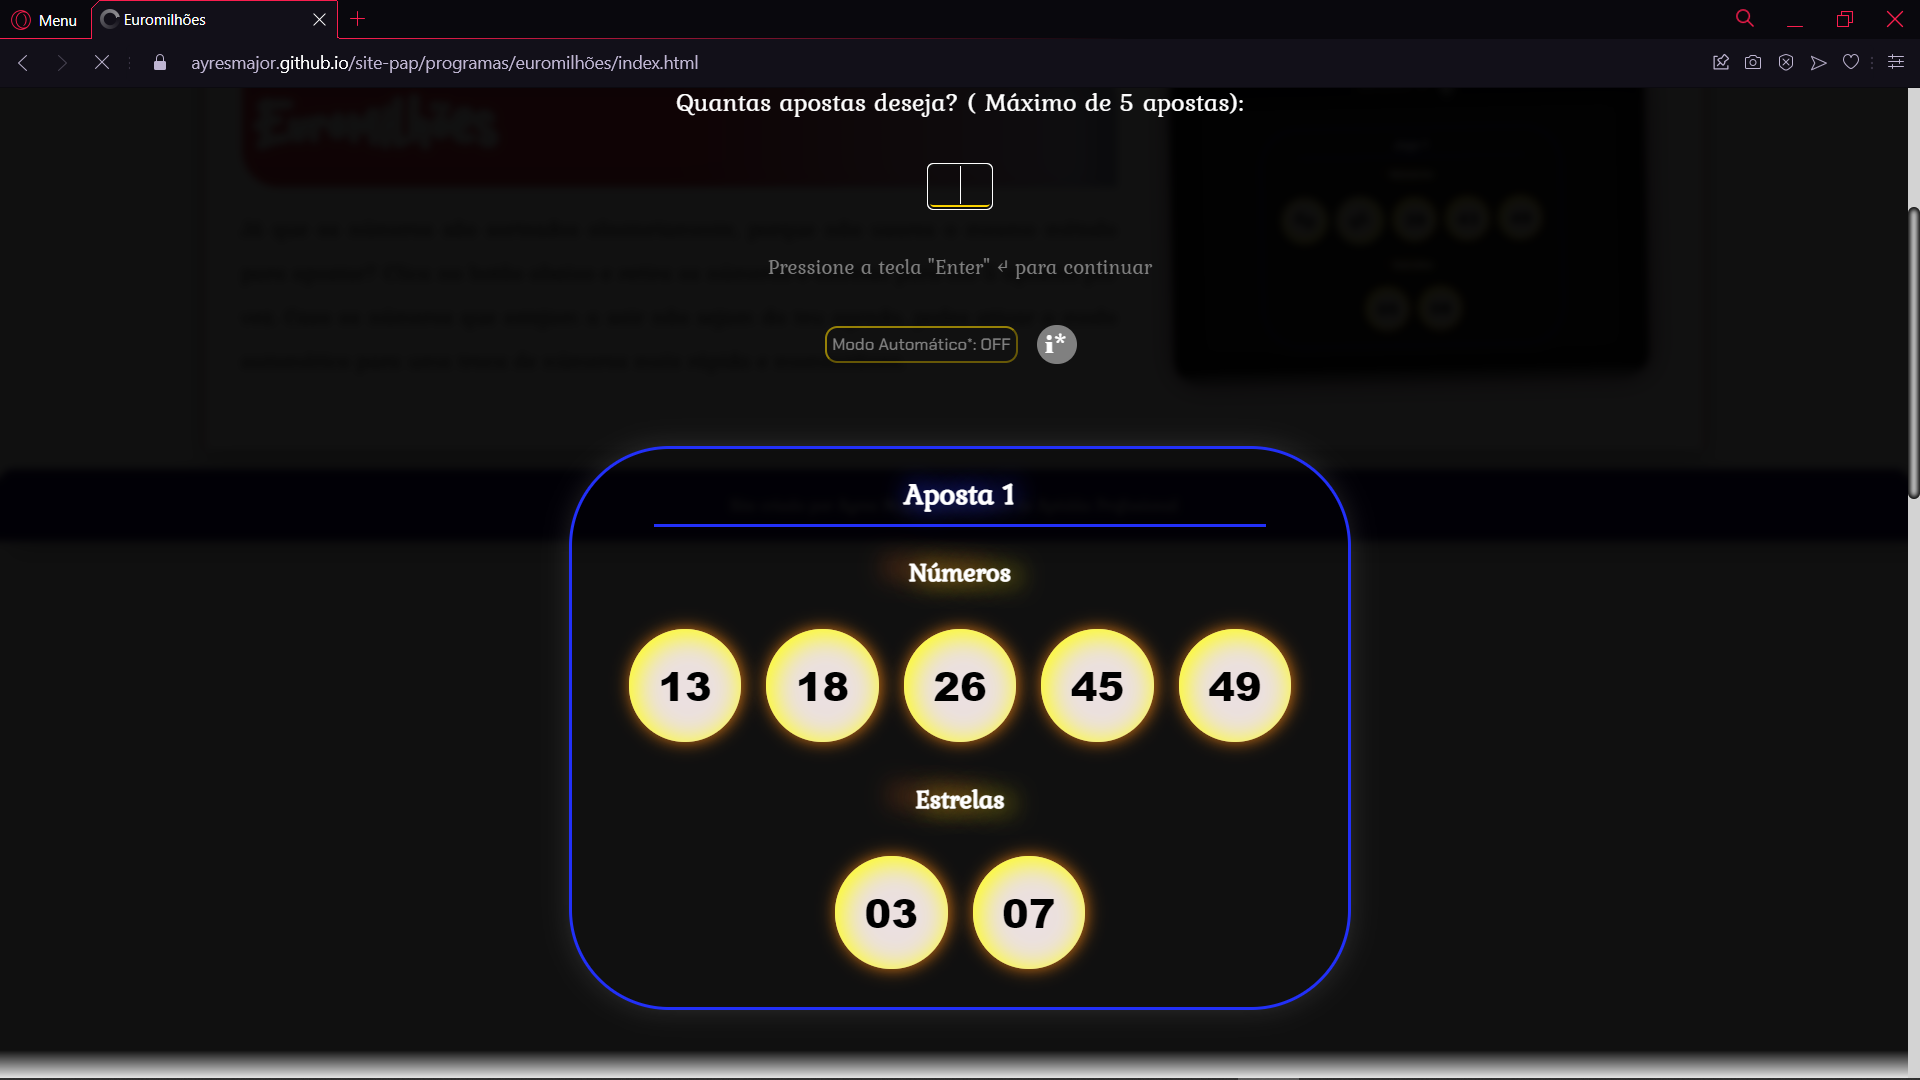 Menu
Euromilhões
ayresmajor.github.io/site-pap/programas/euromilhões/index.html
Euromilhões
Quantas apostas deseja? ( Máximo de 5 apostas):
Pressione a tecla "Enter" ↵ para continuar
Modo Automático*: OFF
i*
Aposta 1
Números
13 18 26 45 49
Estrelas
03 07